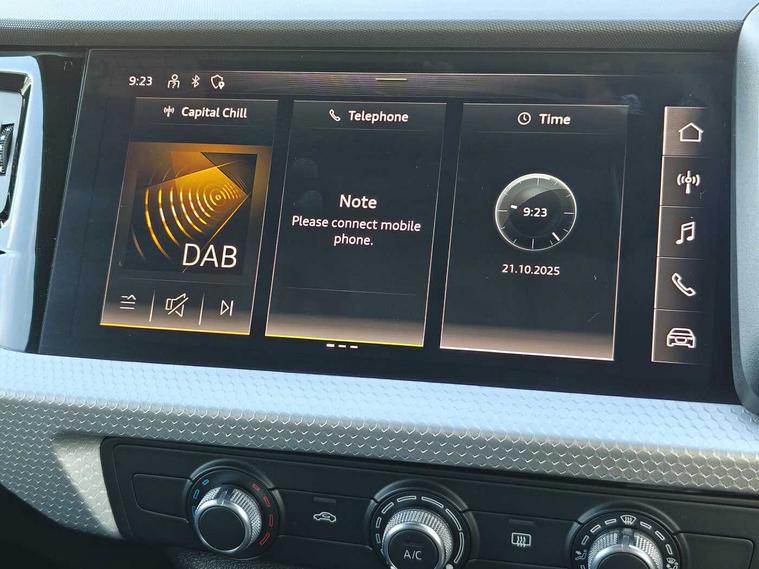 9:23
Capital Chill
Telephone
Time
DAB
Note
Please connect mobile
phone.
9:23
21.10.2025
A/C